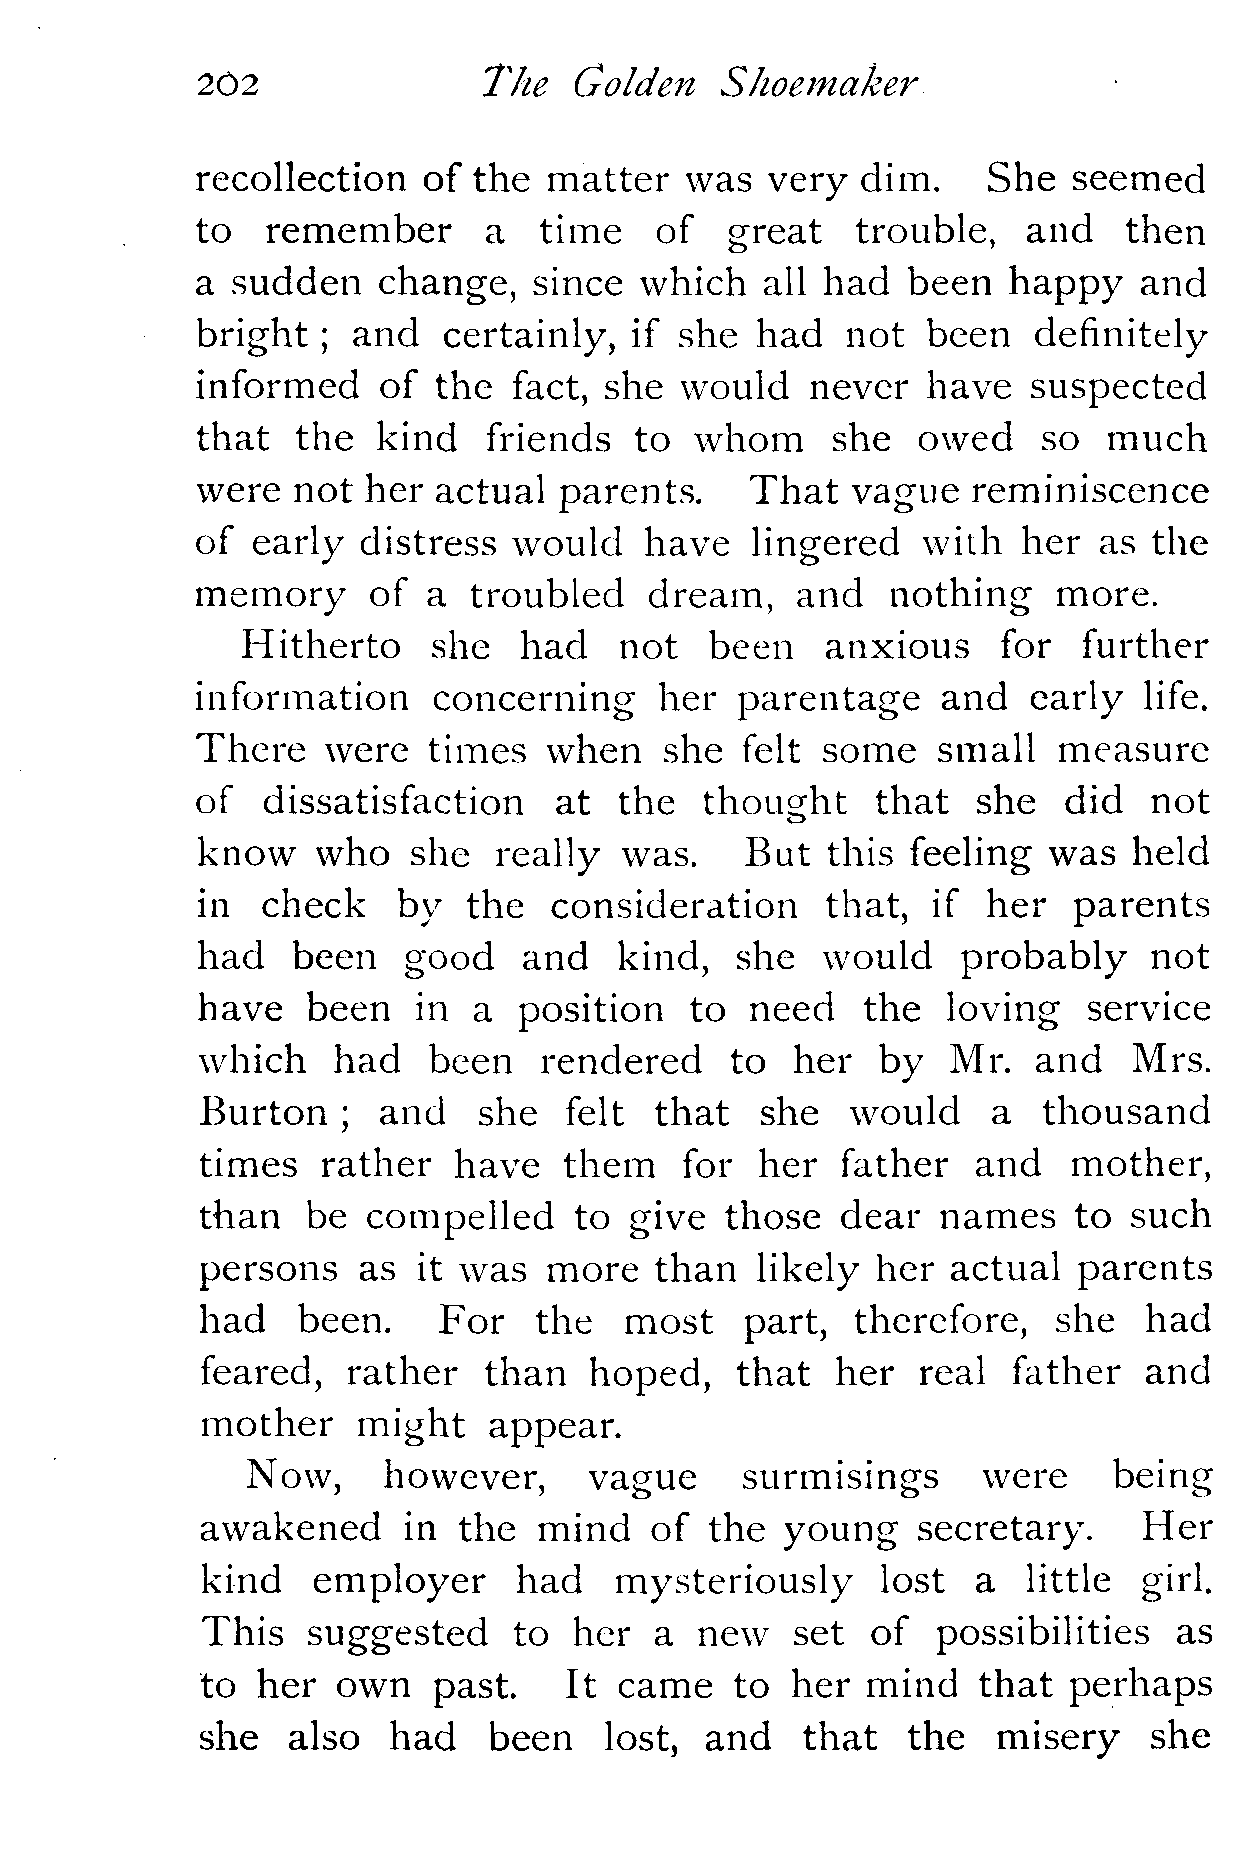 202 The Golden Shoemaker
recollection of the matter was very dim. She seemed
to remember a time of great trouble, and then
a sudden change, since which all had been happy and
bright ; and certainly, if she had not been definitely
informed of the fact, she would never have suspected
that the kind friends to whom she owed so much
were not her actual parents. That vague reminiscence
of early distress would have lingered with her as the
memory of a troubled dream, and nothing more.
Hitherto she had not been anxious for further
information concerning her parentage and early life.
There were times when she felt some small measure
of dissatisfaction at the thought that she did not
know who she really was. But this feeling was held
in check by the consideration that, if her parents
had been good and kind, she would probably not
have been in a position to need the loving service
which had been rendered to her by Mr. and Mrs.
Burton ; and she felt that she would a thousand
times rather have them for her father and mother,
than be compelled to give those dear names to such
persons as it was more than likely her actual parents
had been. For the most part, therefore, she had
feared, rather than hoped, that her real father and
mother might appear.
Now, however, vague surmisings were being
awakened in the mind of the young secretary. Her
kind employer had mysteriously lost a little girl.
This suggested to her a new set of possibilities as
to her own past. It came to her mind that perhaps
she also had been lost, and that the misery she